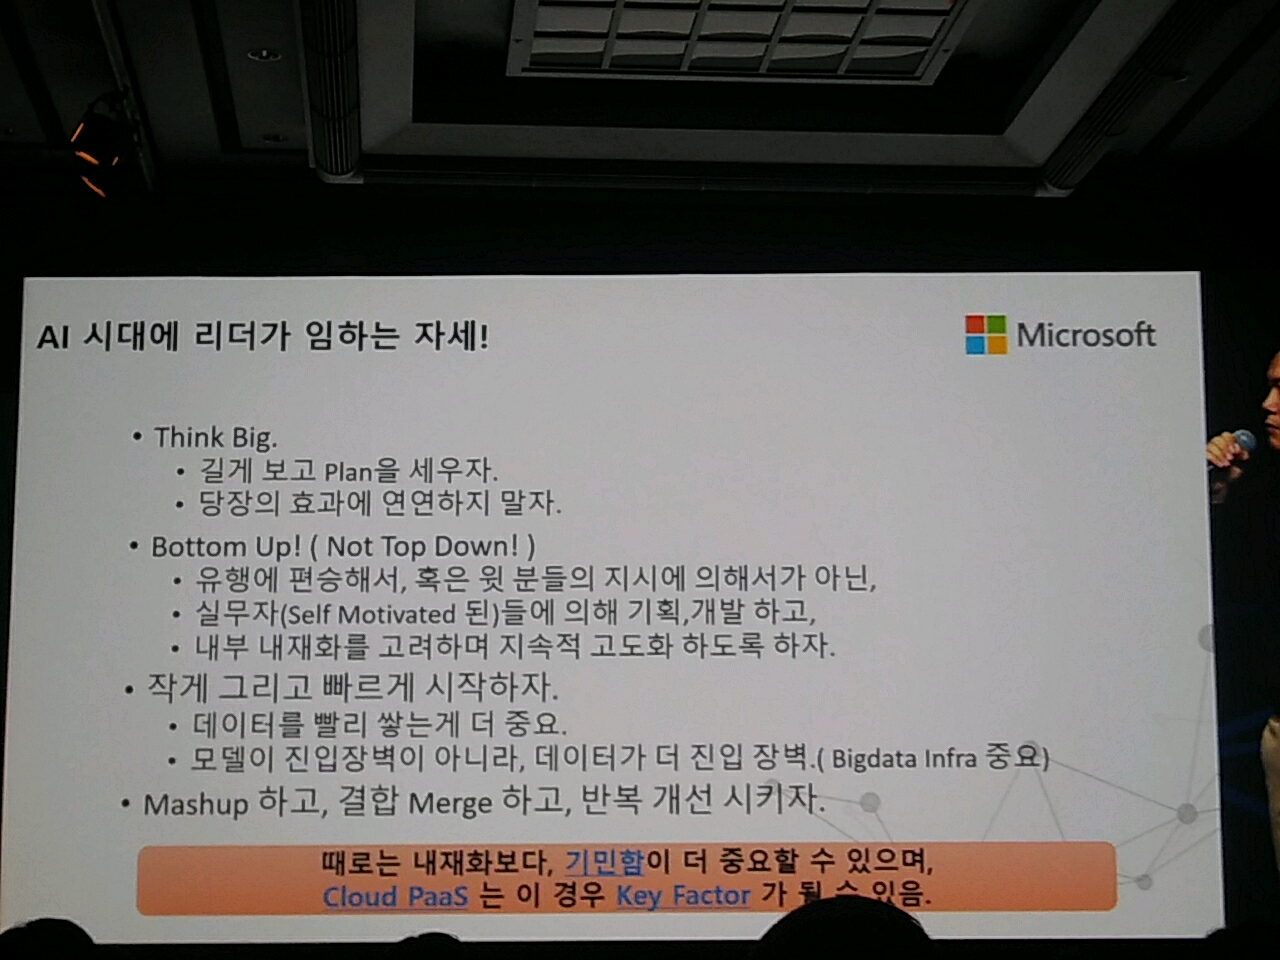 AI 시대에 리더가 임하는 자세!
Microsoft
• Think Big.
• 길게 보고 Plan을 세우자.
• 당장의 효과에 연연하지 말자.
• Bottom Up! ( Not Top Down! )
• 유행에 편승해서, 혹은 윗 분들의 지시에 의해서가 아닌,
• 실무자(Self Motivated 된)들에 의해 기획,개발 하고,
• 내부 내재화를 고려하며 지속적 고도화 하도록 하자.
• 작게 그리고 빠르게 시작하자.
• 데이터를 빨리 쌓는게 더 중요.
• 모델이 진입장벽이 아니라, 데이터가 더 진입 장벽.( Bigdata Infra 중요)
• Mashup 하고, 결합 Merge 하고, 반복 개선 시키자.
때로는 내재화보다, 기민함이 더 중요할 수 있으며,
Cloud PaaS 는 이 경우 Key Factor 가 될 수 있음.